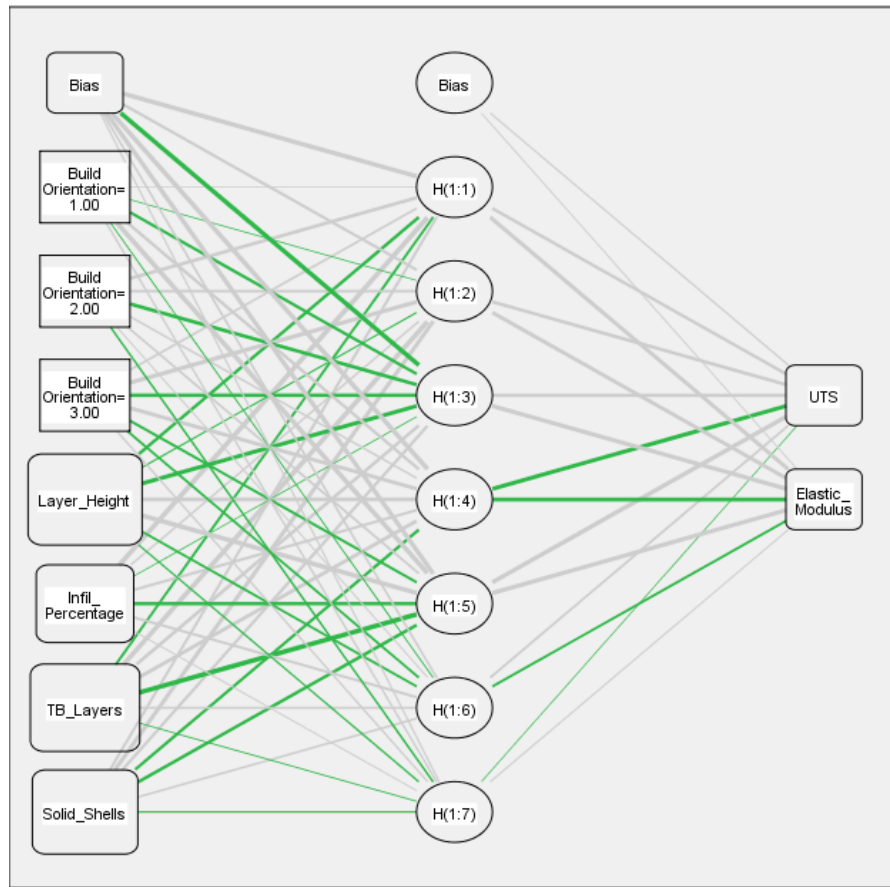 Bias
Build
Orientation=
1.00
Build
Orientation=
2.00
Build
Orientation=
3.00
Layer_Height
Infil_
Percentage
TB_Layers
Solid_Shells
Bias
H(1:1)
H(1:2)
H(1:3)
H(1:4)
H(1:5)
H(1:6)
H(1:7)
UTS
Elastic_
Modulus